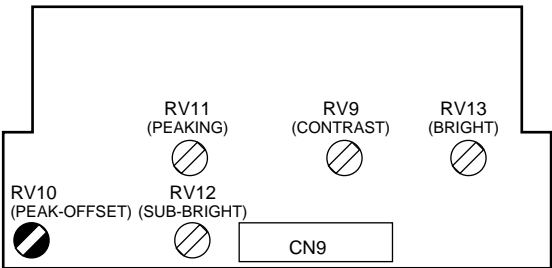 RV11 RV9 RV13
(PEAKING) (CONTRAST) (BRIGHT)
RV10 RV12
(PEAK-OFFSET) (SUB-BRIGHT)
CN9